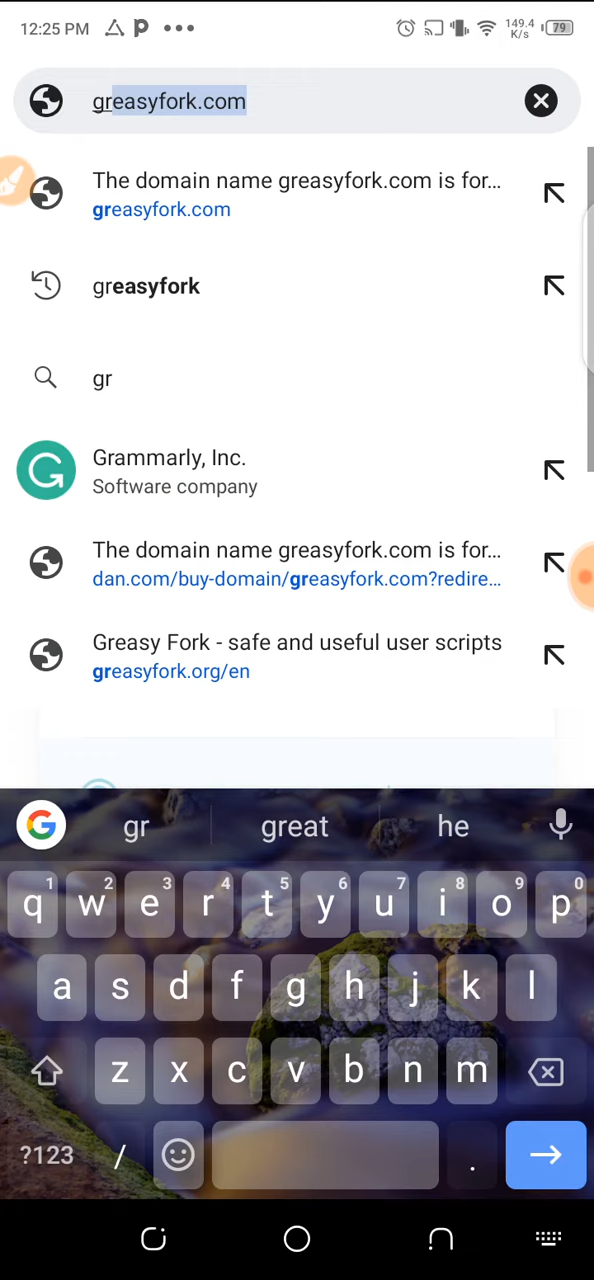 12:25 PM
149.4 K/s
79
greasyfork.com
The domain name greasyfork.com is for...
greasyfork.com
greasyfork
gr
Grammarly, Inc.
Software company
The domain name greasyfork.com is for...
dan.com/buy-domain/greasyfork.com?redire...
Greasy Fork - safe and useful user scripts
greasyfork.org/en
gr great he
1 2 3 4 5 6 7 8 9 0
q w e r t y u i o p
a s d f g h j k l
z x c v b n m
?123 / .